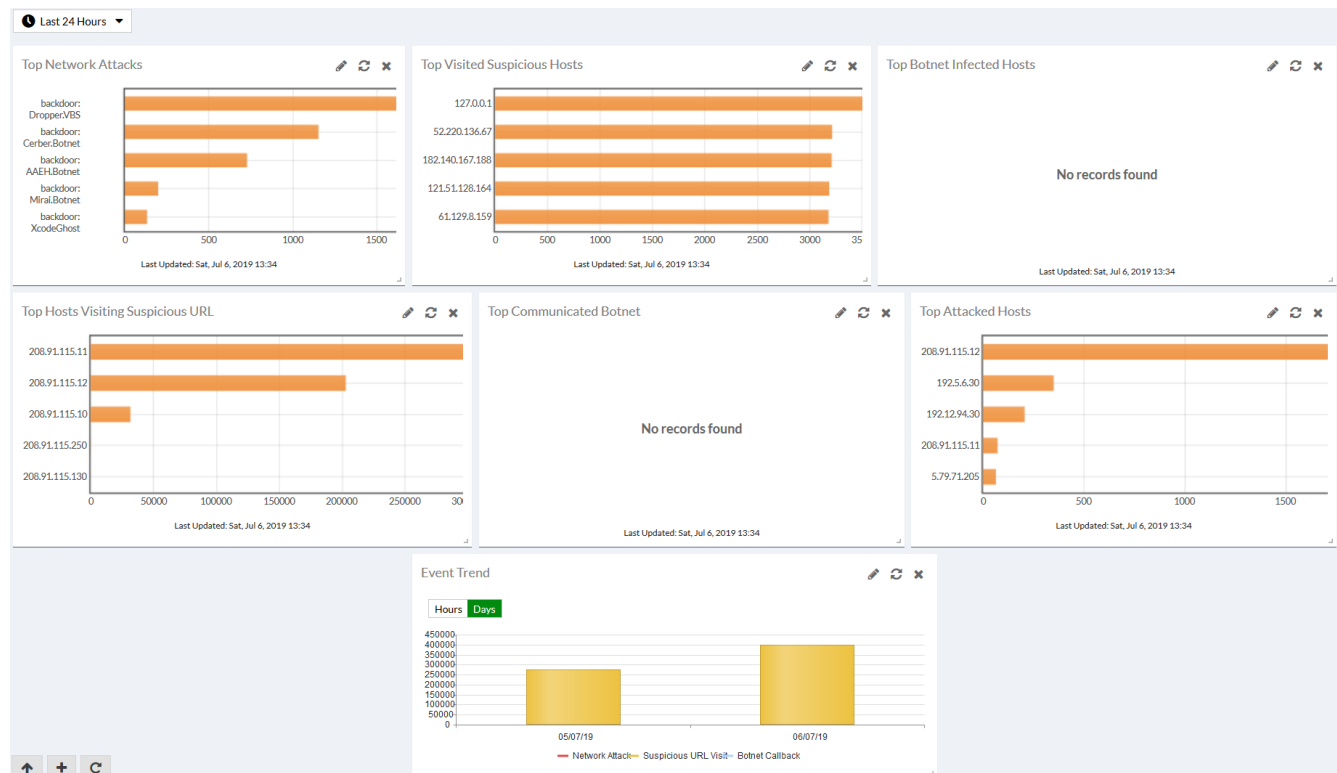 Last 24 Hours
Top Network Attacks
backdoor:
Dropper.VBS
backdoor:
Cerber.Botnet
backdoor:
AAEH.Botnet
backdoor:
Mirai.Botnet
backdoor:
XcodeGhost
0 500 1000 1500
Last Updated: Sat, Jul 6, 2019 13:34
Top Visited Suspicious Hosts
127.0.0.1
52.220.136.67
182.140.167.188
121.51.128.164
61.129.8.159
0 500 1000 1500 2000 2500 3000 35
Last Updated: Sat, Jul 6, 2019 13:34
Top Botnet Infected Hosts
No records found
Last Updated: Sat, Jul 6, 2019 13:34
Top Hosts Visiting Suspicious URL
208.91.115.11
208.91.115.12
208.91.115.10
208.91.115.250
208.91.115.130
0 50000 100000 150000 200000 250000 30
Last Updated: Sat, Jul 6, 2019 13:34
Top Communicated Botnet
No records found
Last Updated: Sat, Jul 6, 2019 13:34
Top Attacked Hosts
208.91.115.12
192.5.6.30
192.12.94.30
208.91.115.11
5.79.71.205
0 500 1000 1500
Last Updated: Sat, Jul 6, 2019 13:34
Event Trend
Hours Days
450000
400000
350000
300000
250000
200000
150000
100000
50000
0
05/07/19 06/07/19
Network Attack Suspicious URL Visit Botnet Callback